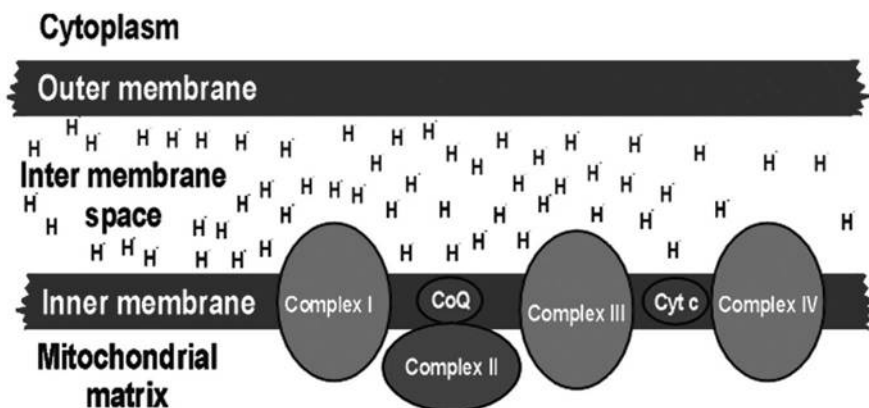 Cytoplasm
Outer membrane
H H H H H H H H H H H H H H H H H H H H H H H H H
Inter membrane
space
H H H H H H H H H H H H H H H H H H H H H H H H H H H H H
Inner membrane
Complex I
CoQ
Complex II
Complex III
Cyt c
Complex IV
Mitochondrial
matrix